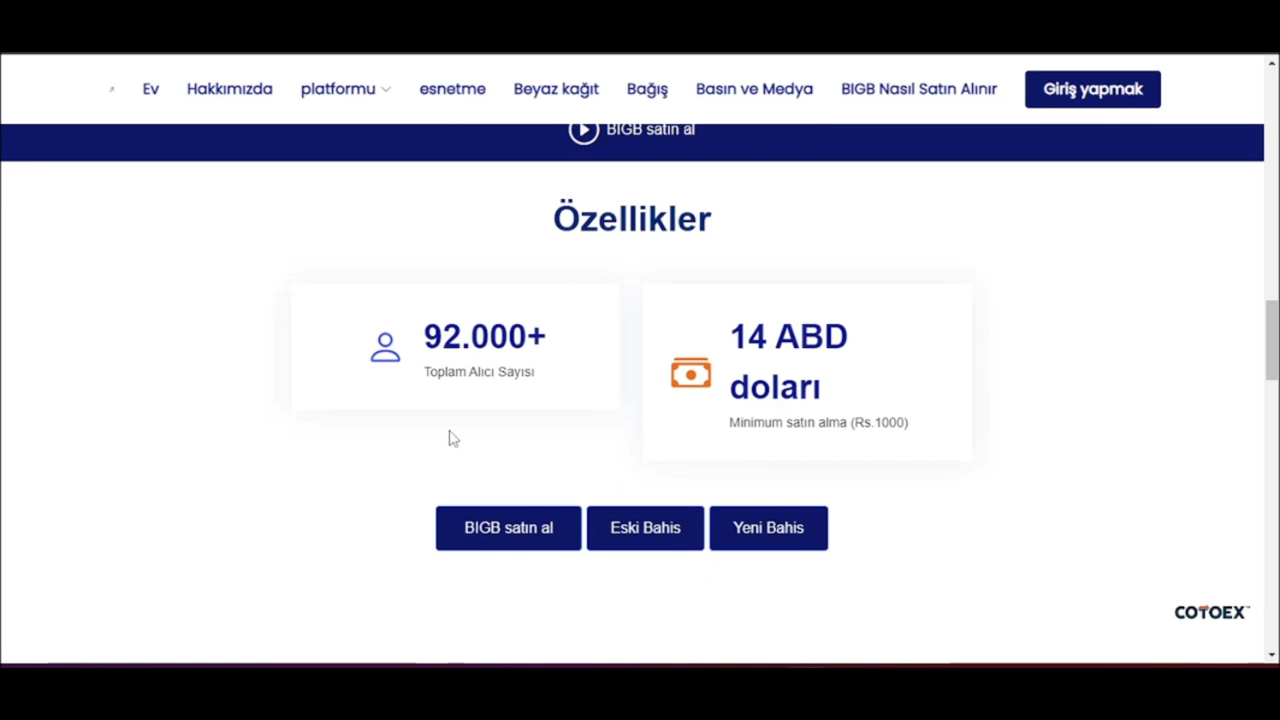 Ev Hakkımızda platformu esnetme Beyaz kağıt Bağış Basın ve Medya BIGB Nasıl Satın Alınır Giriş yapmak
BIGB satın al
Özellikler
92.000+
Toplam Alıcı Sayısı
14 ABD
doları
Minimum satın alma (Rs.1000)
BIGB satın al Eski Bahis Yeni Bahis
COTOEX™